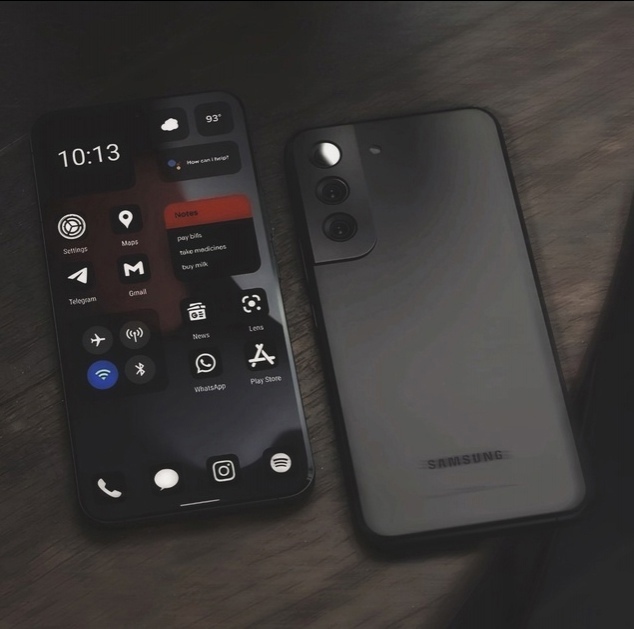 10:13
93°
How can I help?
Notes
pay bills
take medicines
buy milk
Settings
Maps
Telegram
Gmail
News
Lens
WhatsApp
Play Store
SAMSUNG